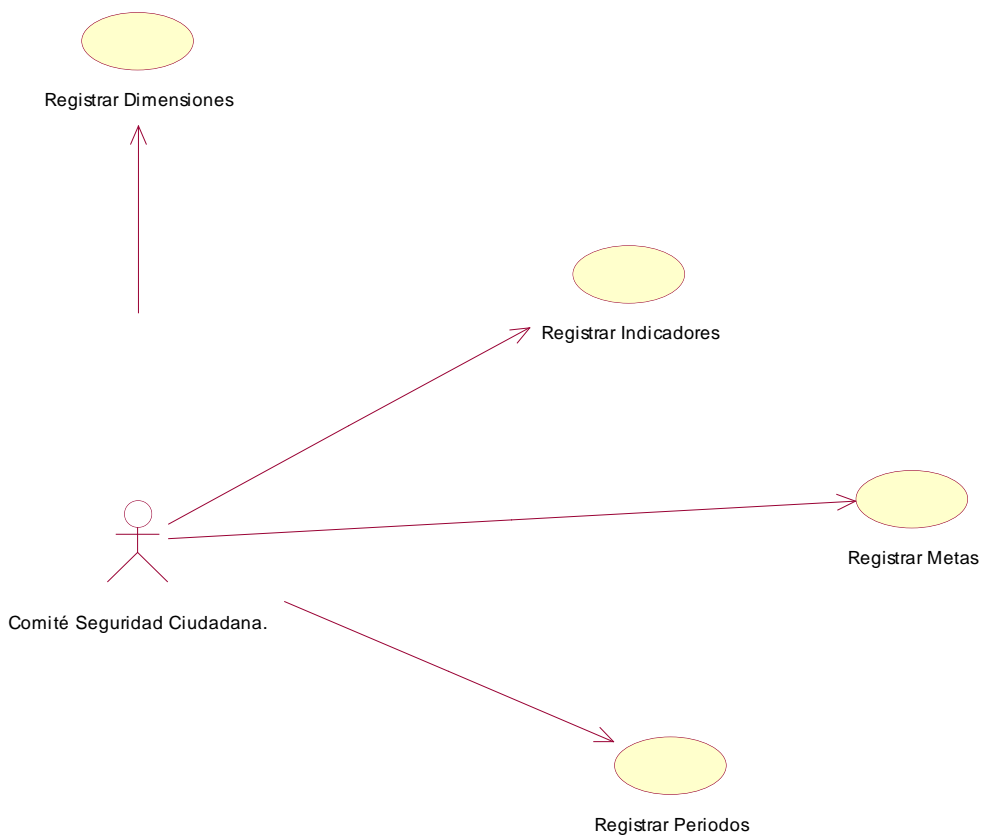 Registrar Dimensiones
Registrar Indicadores
Registrar Metas
Comité Seguridad Ciudadana.
Registrar Periodos